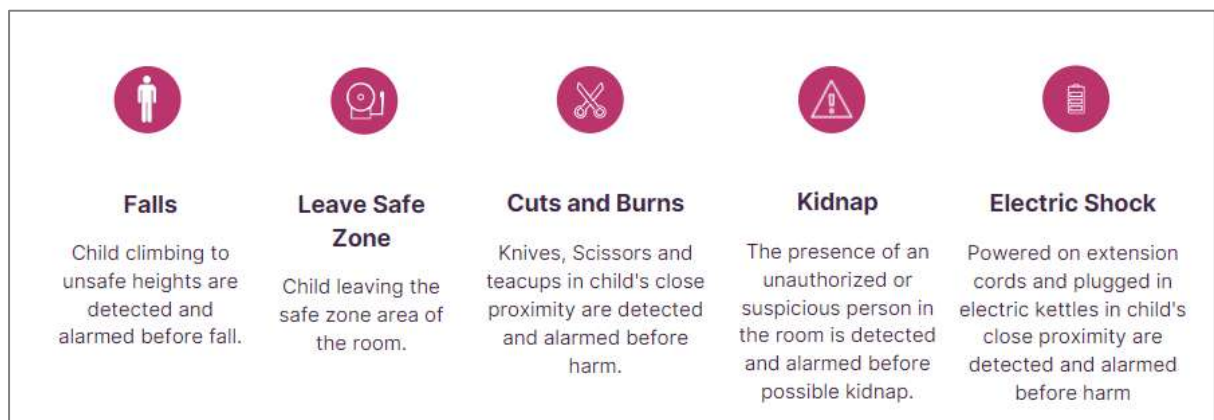 Falls
Child climbing to
unsafe heights are
detected and
alarmed before fall.
Leave Safe
Zone
Child leaving the
safe zone area of
the room.
Cuts and Burns
Knives, Scissors and
teacups in child's close
proximity are detected
and alarmed before
harm.
Kidnap
The presence of an
unauthorized or
suspicious person in
the room is detected
and alarmed before
possible kidnap.
Electric Shock
Powered on extension
cords and plugged in
electric kettles in child's
close proximity are
detected and alarmed
before harm